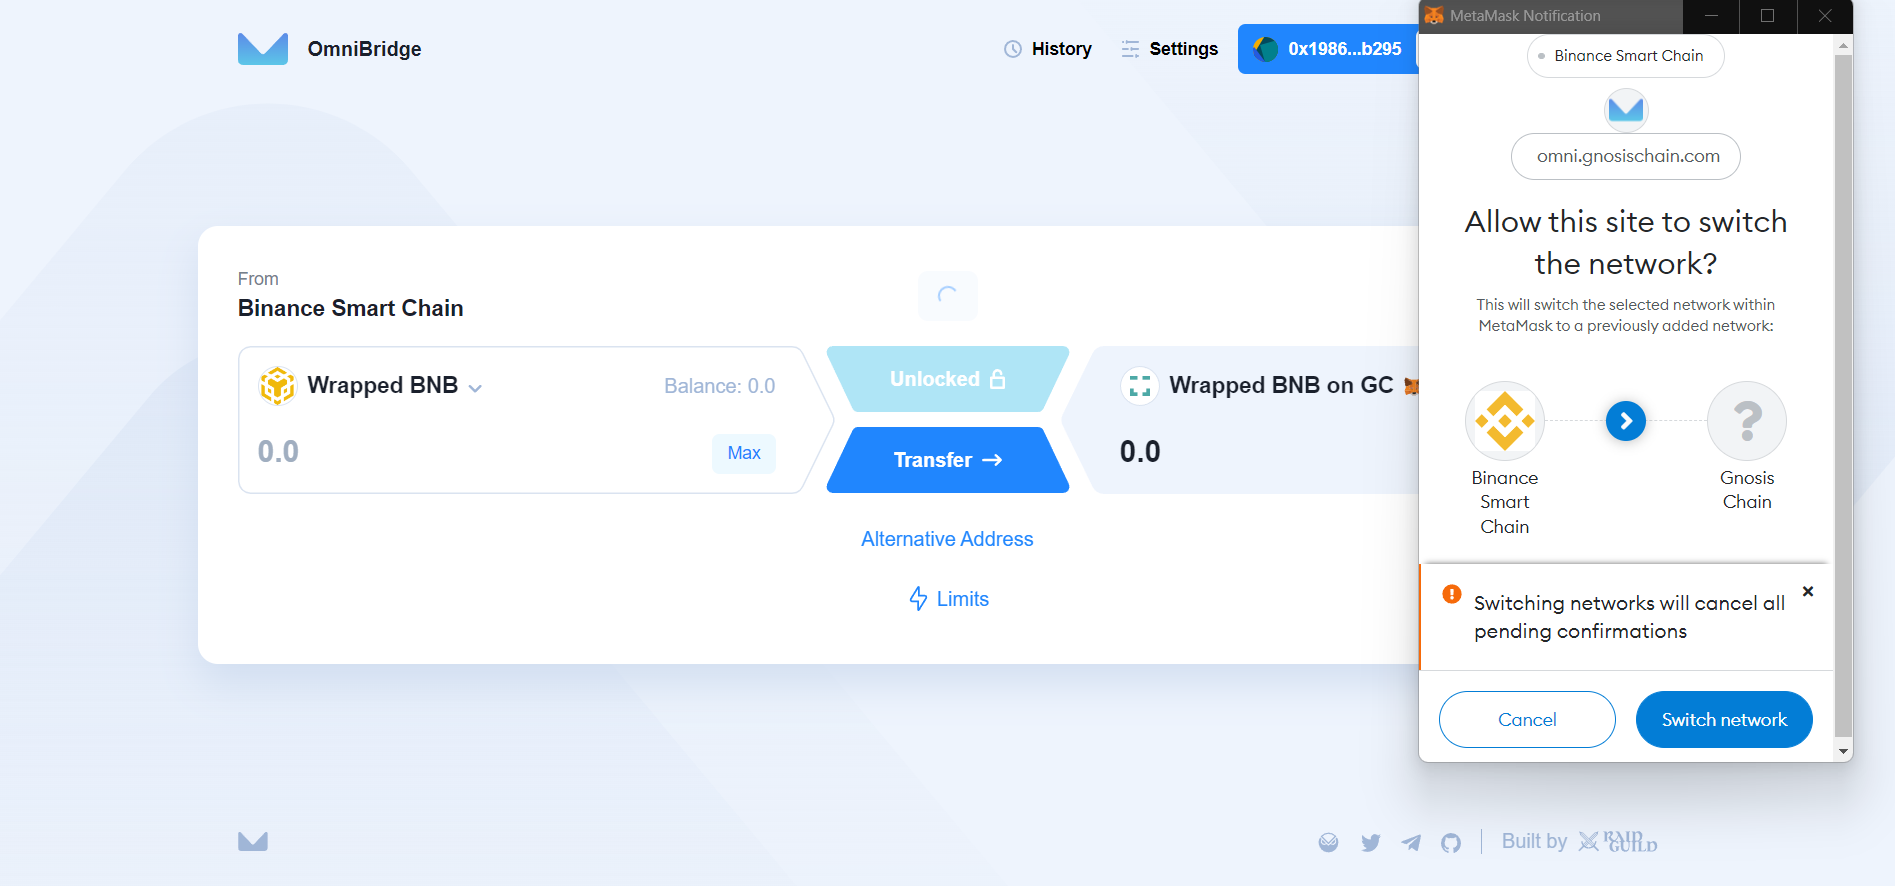 OmniBridge
History
Settings
0x1986...b295
From
Binance Smart Chain
Wrapped BNB
Balance: 0.0
0.0
Max
Unlocked
Transfer
Wrapped BNB on GC
0.0
Alternative Address
Limits
Built by
RAID
GUILD
MetaMask Notification
Binance Smart Chain
omni.gnosischain.com
Allow this site to switch
the network?
This will switch the selected network within
MetaMask to a previously added network:
?
Binance
Smart
Chain
Gnosis
Chain
Switching networks will cancel all
pending confirmations
Cancel
Switch network